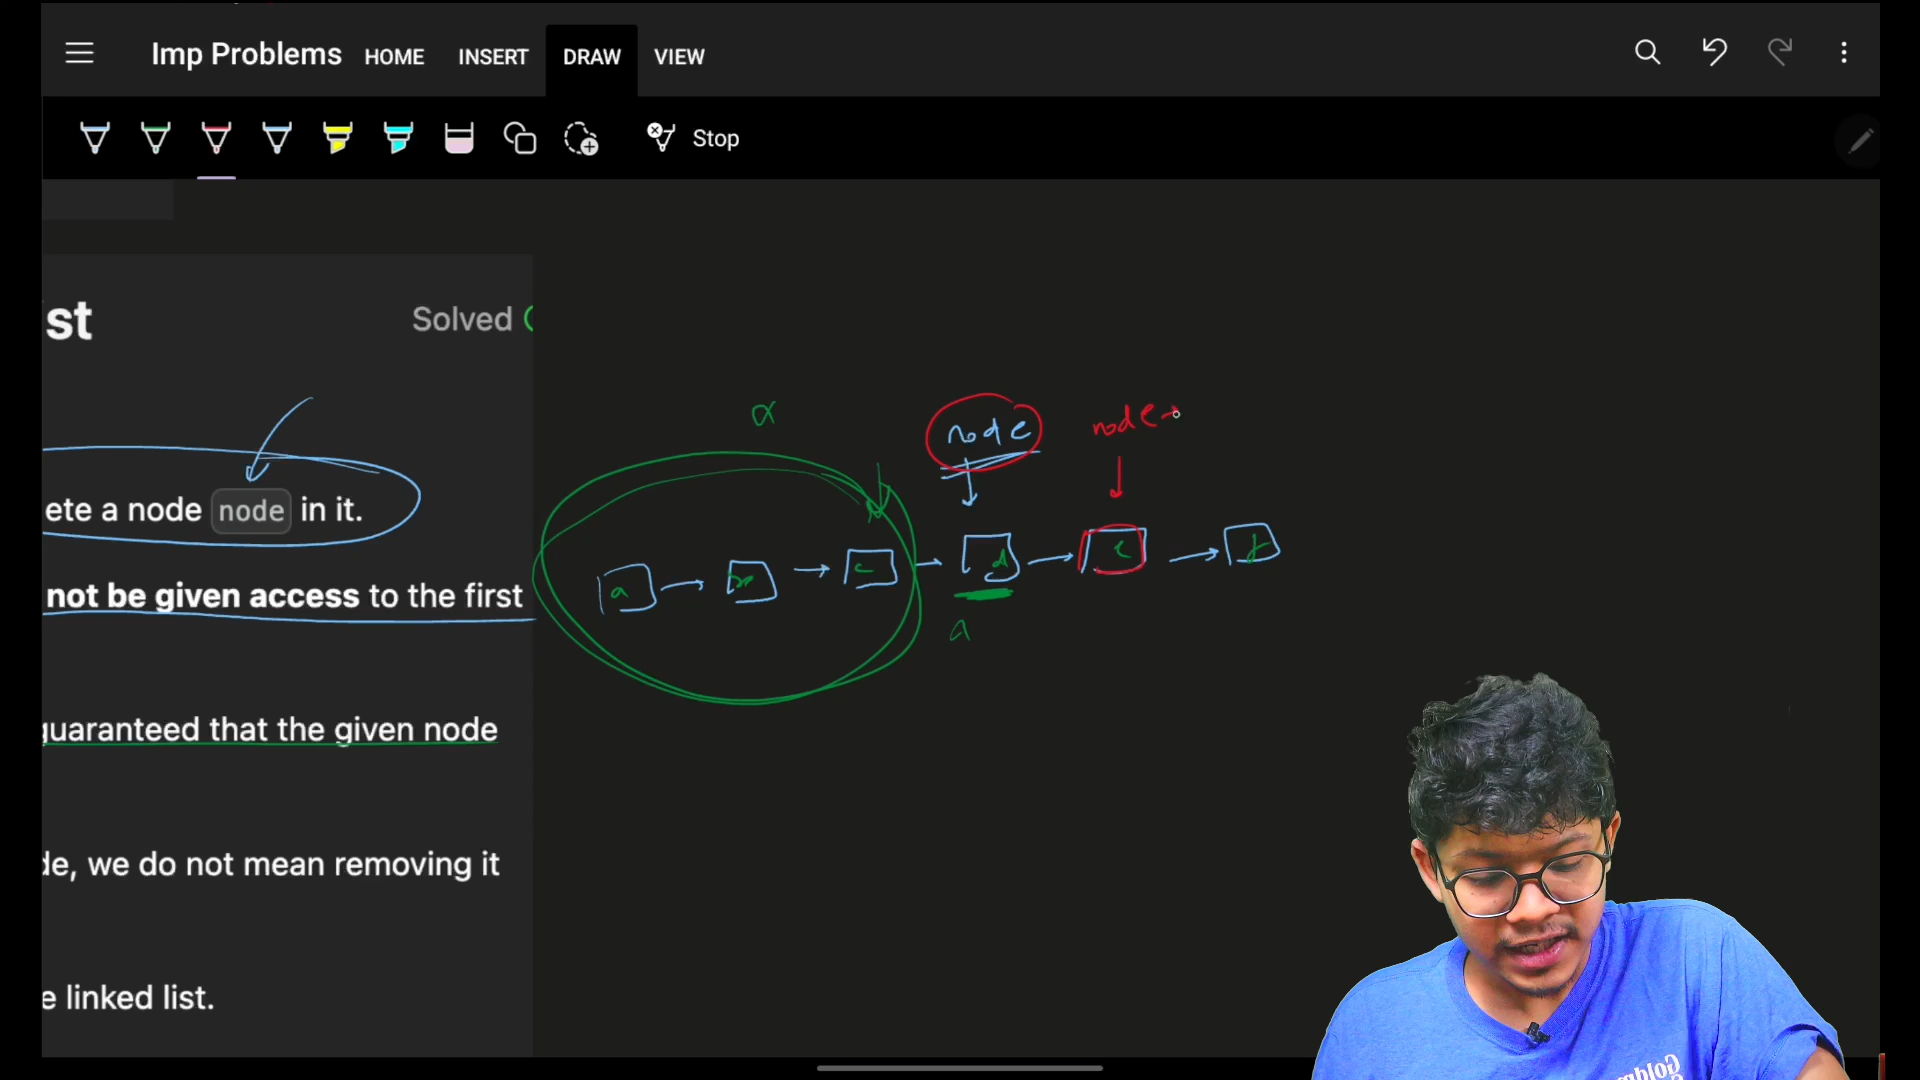 Imp Problems HOME INSERT DRAW VIEW
Stop
st Solved
ete a node node in it.
not be given access to the first
guaranteed that the given node
de, we do not mean removing it
e linked list.
α
node
node→
a → → c → d → e → f
a